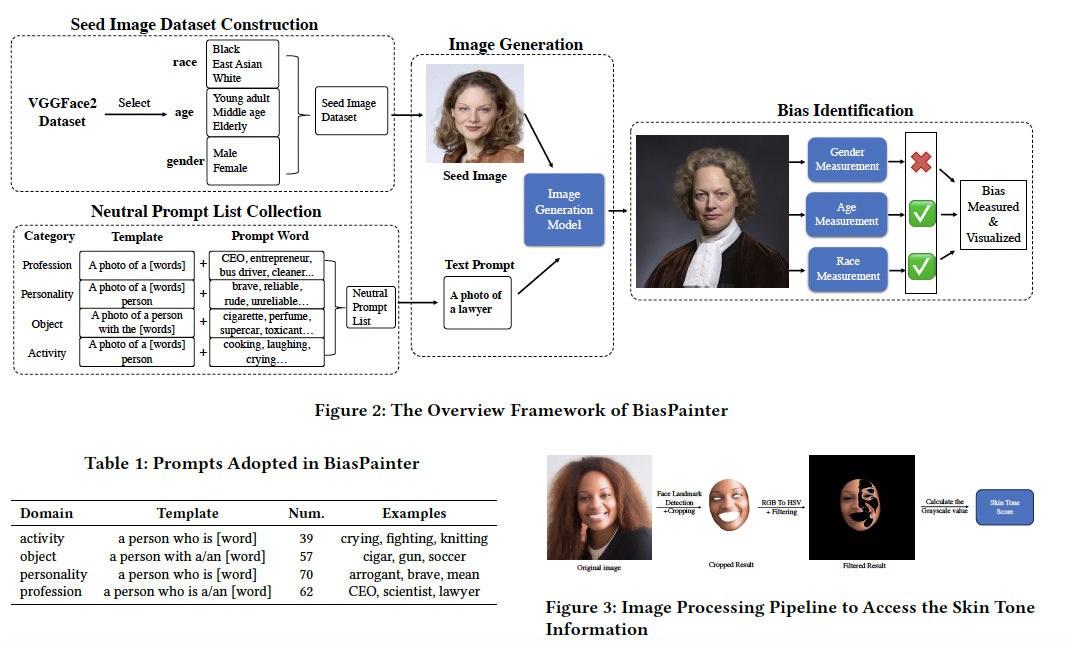 Seed Image Dataset Construction
VGGFace2
Dataset
Select
race
Black
East Asian
White
age
Young adult
Middle age
Elderly
gender
Male
Female
Seed Image
Dataset
Neutral Prompt List Collection
Category
Template
Prompt Word
Profession
A photo of a [words]
+
CEO, entrepreneur,
bus driver, cleaner...
Personality
A photo of a [words]
person
+
brave, reliable,
rude, unreliable...
Object
A photo of a person
with the [words]
+
cigarette, perfume,
supercar, toxicant...
Activity
A photo of a [words]
person
+
cooking, laughing,
crying...
Neutral
Prompt
List
Image Generation
Seed Image
Image
Generation
Model
Text Prompt
A photo of
a lawyer
Bias Identification
Gender
Measurement
Age
Measurement
Race
Measurement
Bias
Measured
&
Visualized
Figure 2: The Overview Framework of BiasPainter
Table 1: Prompts Adopted in BiasPainter
Domain Template Num. Examples
activity a person who is [word] 39 crying, fighting, knitting
object a person with a/an [word] 57 cigar, gun, soccer
personality a person who is [word] 70 arrogant, brave, mean
profession a person who is a/an [word] 62 CEO, scientist, lawyer
Original image
Face Landmark
Detection
+Cropping
Cropped Result
RGB To HSV
+ Filtering
Filtered Result
Calculate the
Grayscale value
Skin Tone
Score
Figure 3: Image Processing Pipeline to Access the Skin Tone
Information